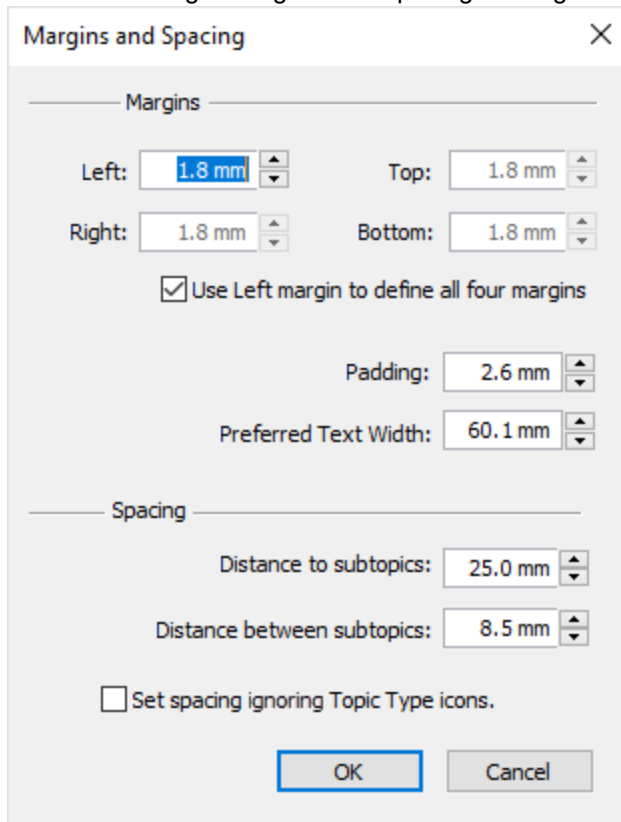 Margins and Spacing
Margins
Left: 1.8 mm Top: 1.8 mm
Right: 1.8 mm Bottom: 1.8 mm
Use Left margin to define all four margins
Padding: 2.6 mm
Preferred Text Width: 60.1 mm
Spacing
Distance to subtopics: 25.0 mm
Distance between subtopics: 8.5 mm
Set spacing ignoring Topic Type icons.
OK Cancel